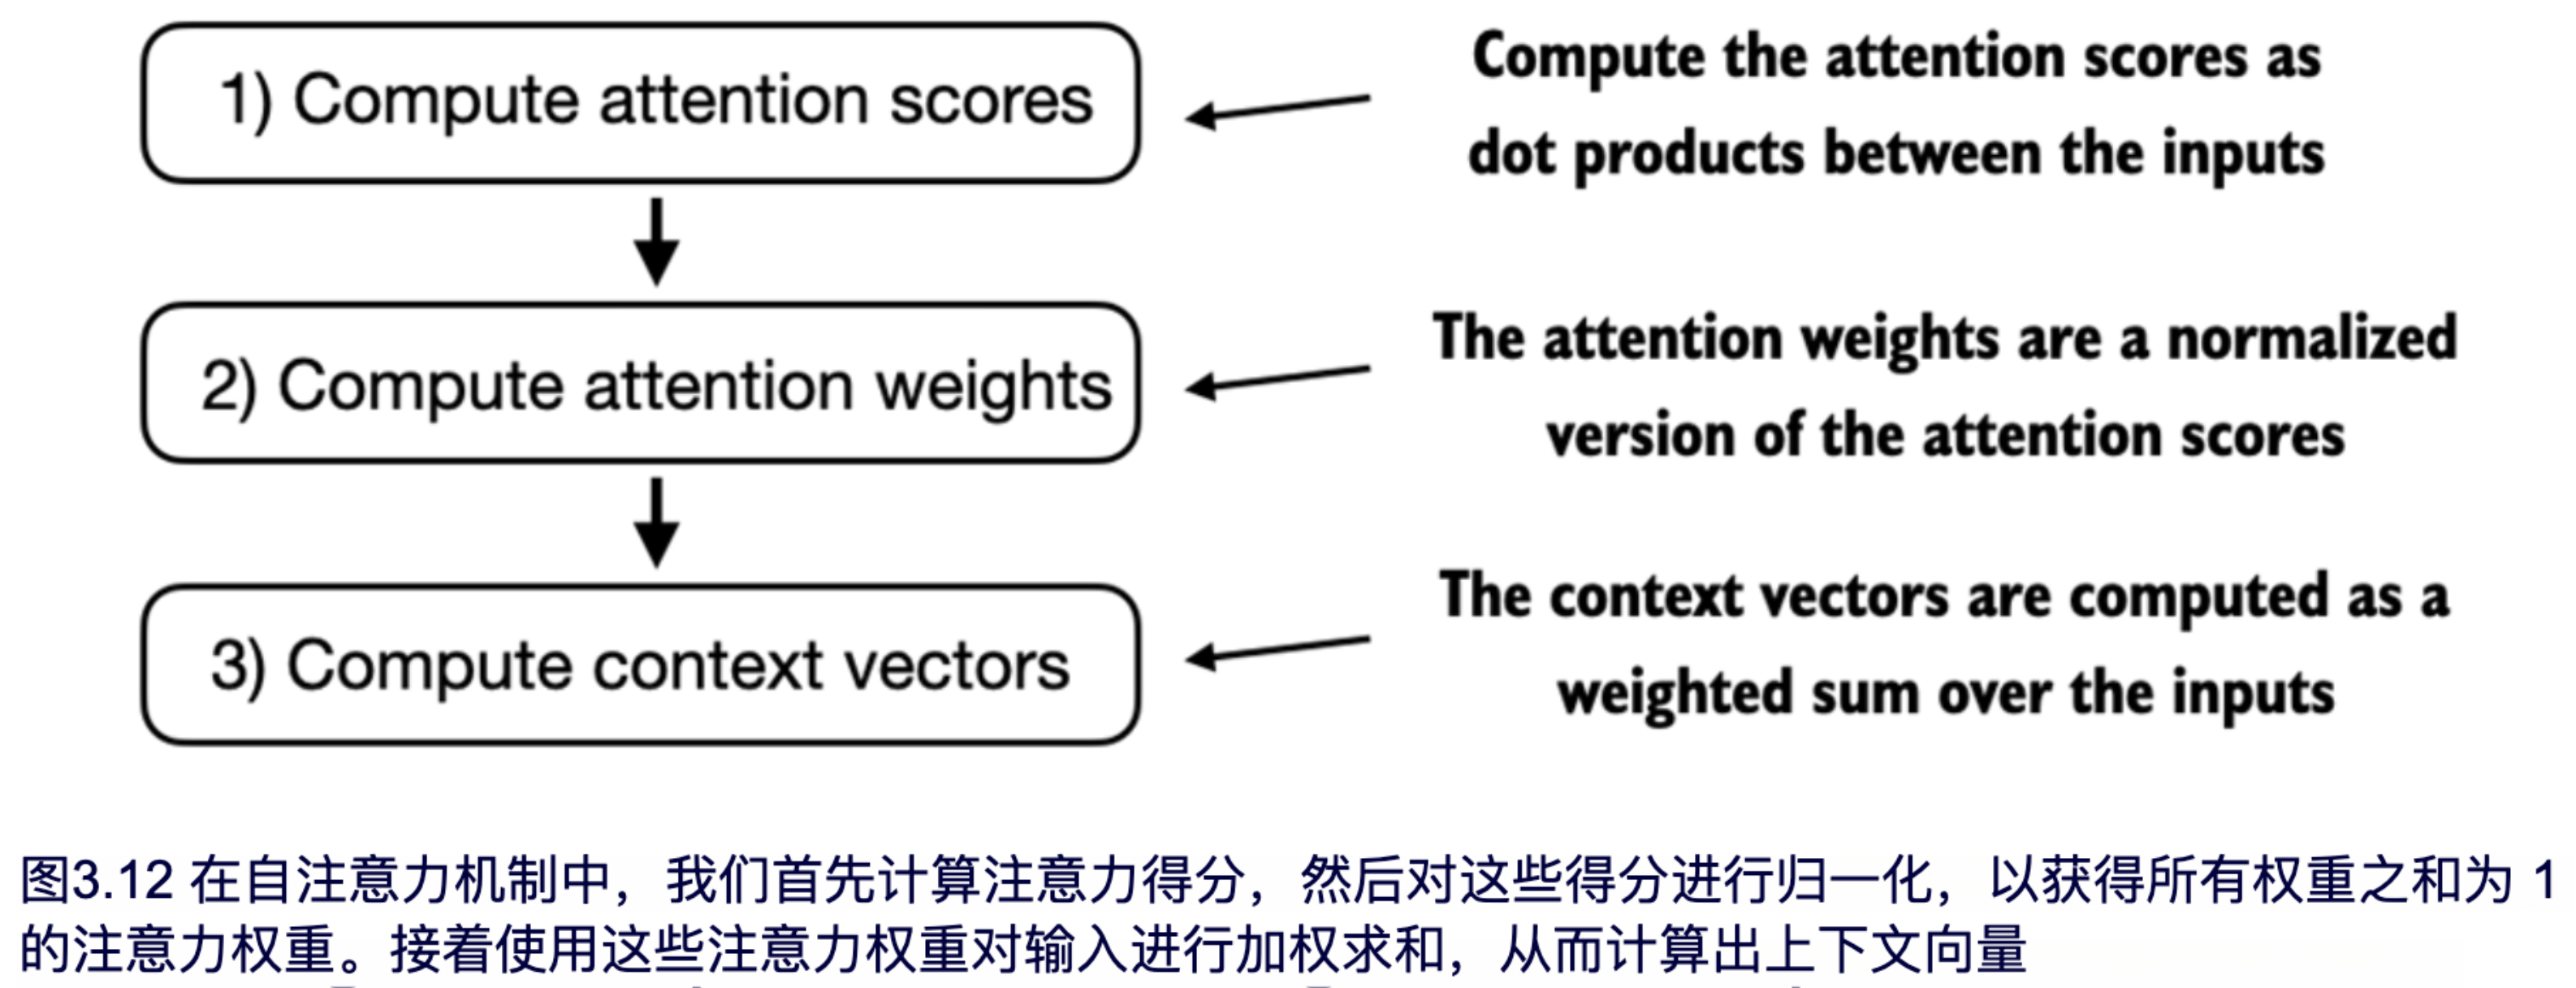 1) Compute attention scores
Compute the attention scores as
dot products between the inputs
2) Compute attention weights
The attention weights are a normalized
version of the attention scores
3) Compute context vectors
The context vectors are computed as a
weighted sum over the inputs
图3.12 在自注意力机制中，我们首先计算注意力得分，然后对这些得分进行归一化，以获得所有权重之和为 1
的注意力权重。接着使用这些注意力权重对输入进行加权求和，从而计算出上下文向量